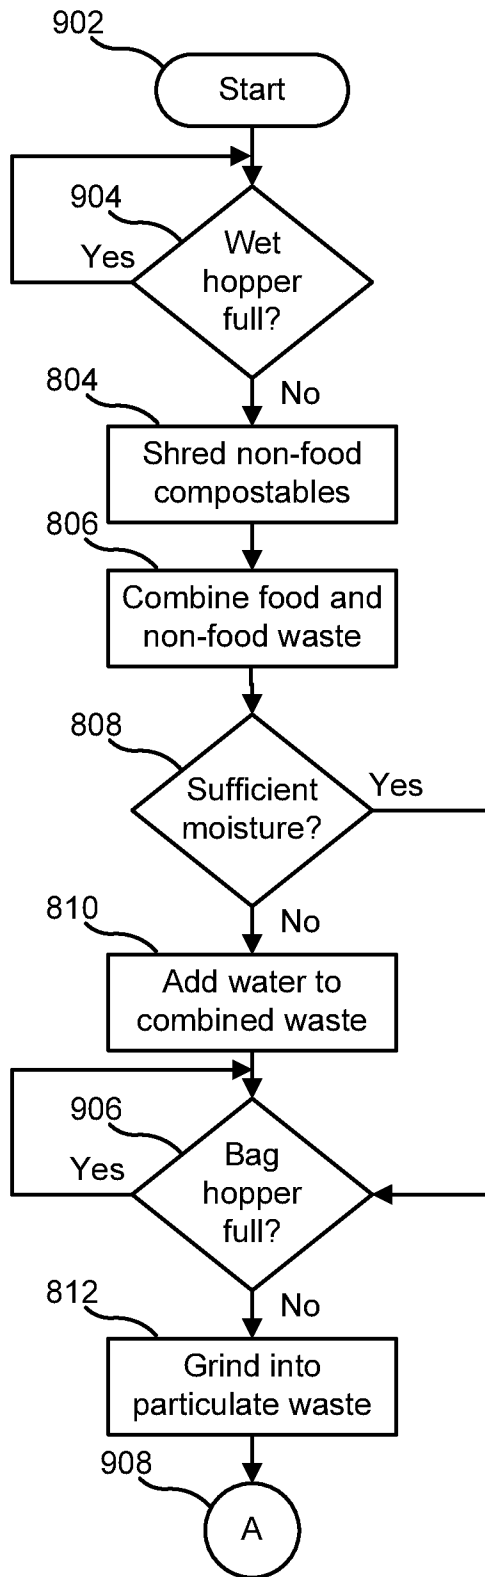 902
Start
904
Yes
Wet
hopper
full?
No
804
Shred non-food
compostables
806
Combine food and
non-food waste
808
Sufficient
moisture?
Yes
No
810
Add water to
combined waste
906
Yes
Bag
hopper
full?
No
812
Grind into
particulate waste
908
A